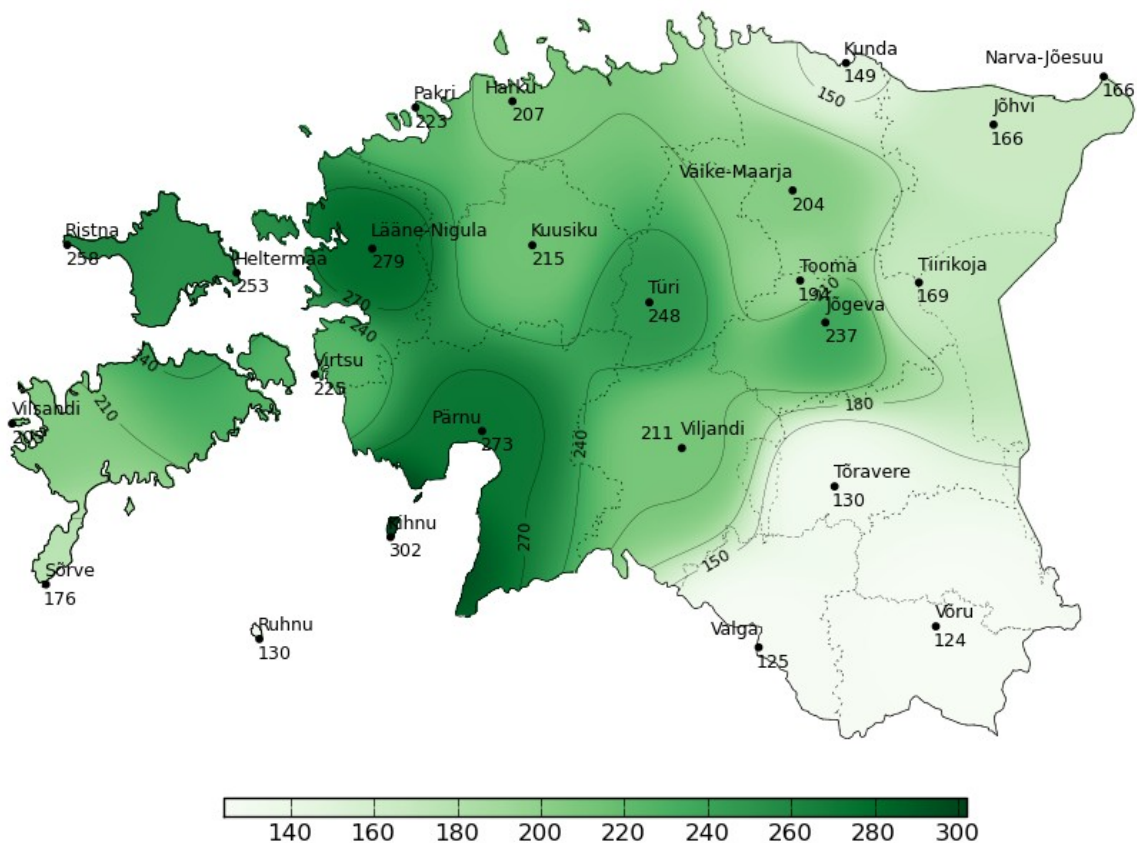 Kunda
149
Narva-Jõesuu
166
Pakri
223
Harku
207
150
Jõhvi
166
Väike-Maarja
204
Ristna
258
Heltermaa
253
Lääne-Nigula
279
Kuusiku
215
Tooma
194
210
Tiirikoja
169
Türi
248
Jõgeva
237
270
240
Virtsu
225
240
210
Vilsandi
Pärnu
273
240
211
Viljandi
180
Tõravere
130
Kihnu
302
270
150
Sõrve
176
Ruhnu
130
Valga
125
Võru
124
140 160 180 200 220 240 260 280 300